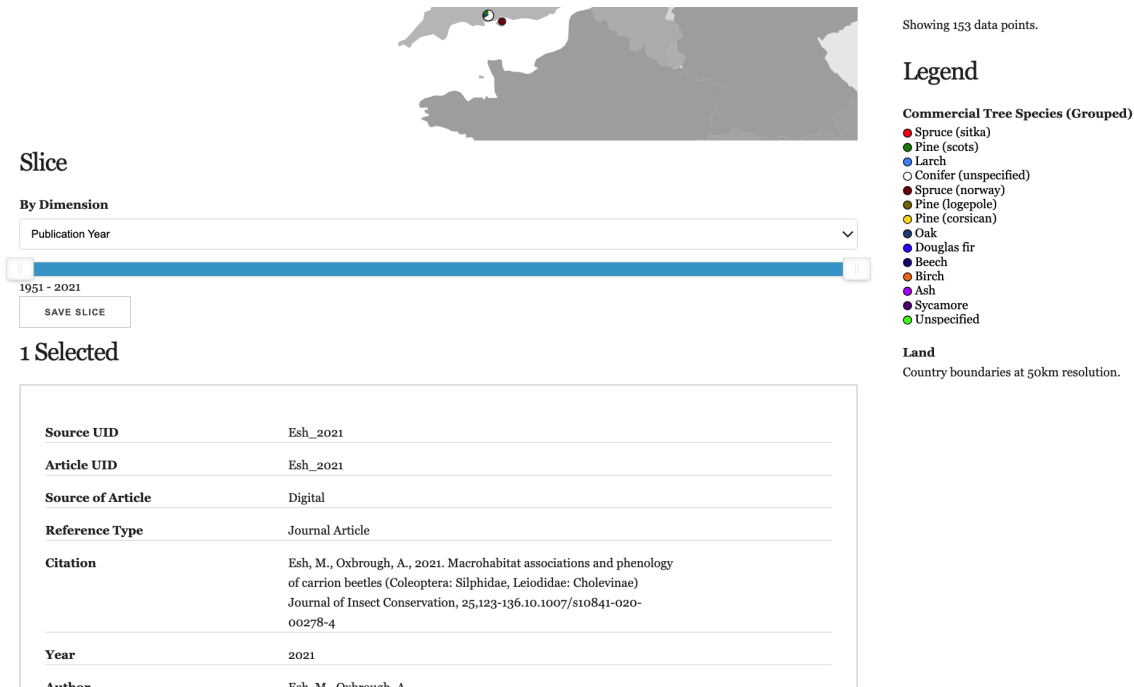 Showing 153 data points.
Legend
Commercial Tree Species (Grouped)
Spruce (sitka)
Pine (scots)
Larch
Conifer (unspecified)
Spruce (norway)
Pine (logepole)
Pine (corsican)
Oak
Douglas fir
Beech
Birch
Ash
Sycamore
Unspecified
Land
Country boundaries at 50km resolution.
Slice
By Dimension
Publication Year
1951 - 2021
SAVE SLICE
1 Selected
Source UID Esh_2021
Article UID Esh_2021
Source of Article Digital
Reference Type Journal Article
Citation Esh, M., Oxbrough, A., 2021. Macrohabitat associations and phenology
of carrion beetles (Coleoptera: Silphidae, Leiodidae: Cholevinae)
Journal of Insect Conservation, 25,123-136.10.1007/s10841-020-
00278-4
Year 2021
Author Esh, M., Oxbrough, A.